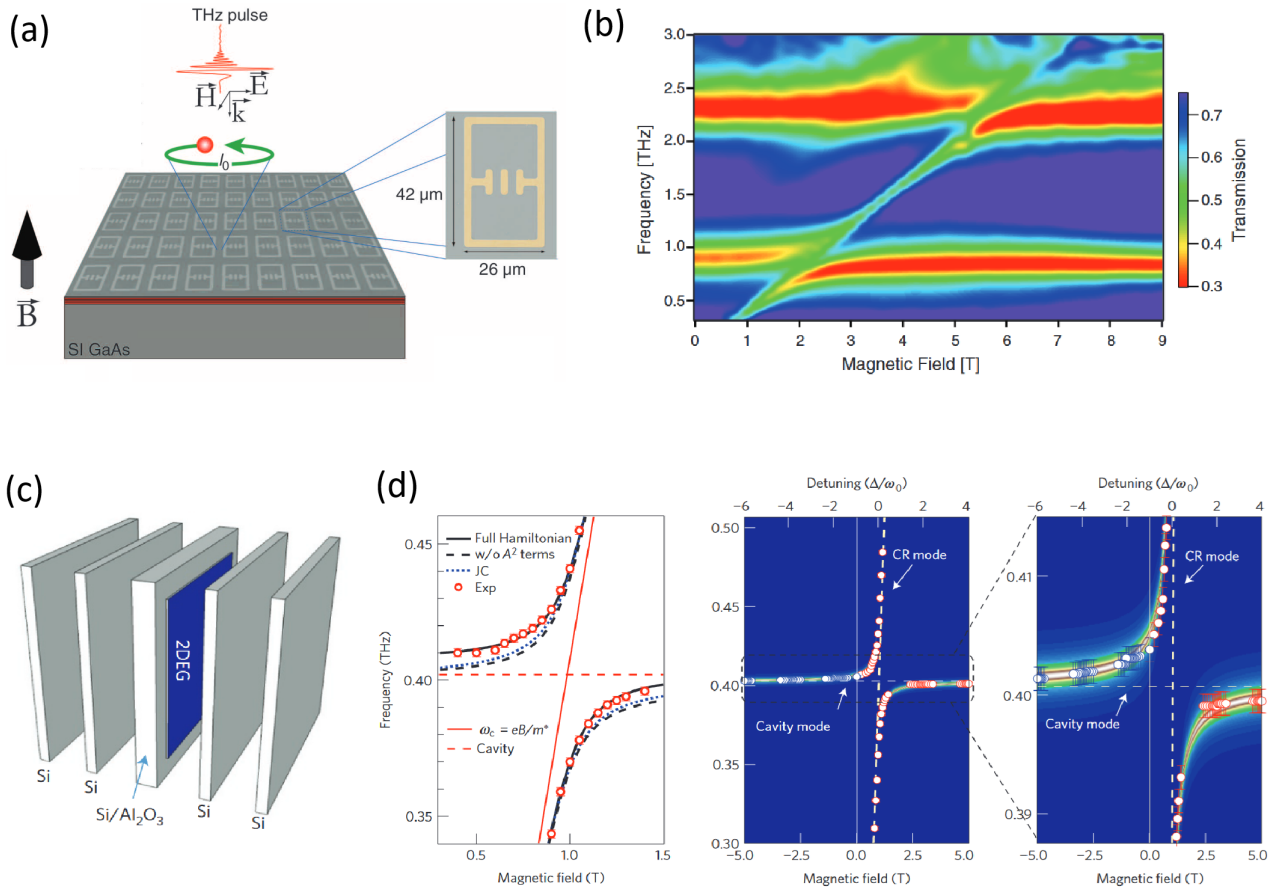 (a)
THz pulse
H
E
k
l0
B
SI GaAs
42 μm
26 μm
(b)
3.0
2.5
2.0
1.5
1.0
0.5
Frequency [THz]
0 1 2 3 4 5 6 7 8 9
Magnetic Field [T]
0.7
0.6
0.5
0.4
0.3
Transmission
(c)
2DEG
Si
Si
Si/Al2O3
Si
Si
(d)
Full Hamiltonian
w/o A² terms
JC
Exp
ωc = eB/m*
Cavity
0.45
0.40
0.35
Frequency (THz)
0.5 1.0 1.5
Magnetic field (T)
Detuning (Δ/ω0)
−6 −4 −2 0 2 4
0.50
0.45
0.40
0.35
0.30
CR mode
Cavity mode
−5.0 −2.5 0.0 2.5 5.0
Magnetic field (T)
Detuning (Δ/ω0)
−6 −4 −2 0 2 4
0.41
0.40
0.39
CR mode
Cavity mode
−5.0 −2.5 0.0 2.5 5.0
Magnetic field (T)